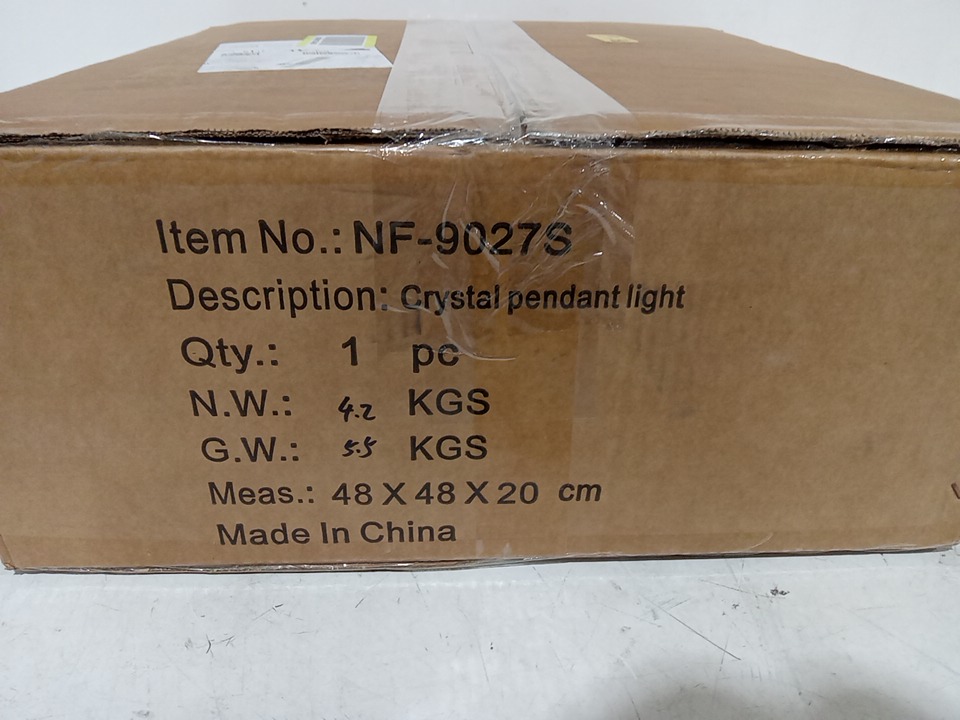 Item No.: NF-9027S
Description: Crystal pendant light
Qty.: 1 pc
N.W.: 4.2 KGS
G.W.: 5.5 KGS
Meas.: 48 X 48 X 20 cm
Made In China